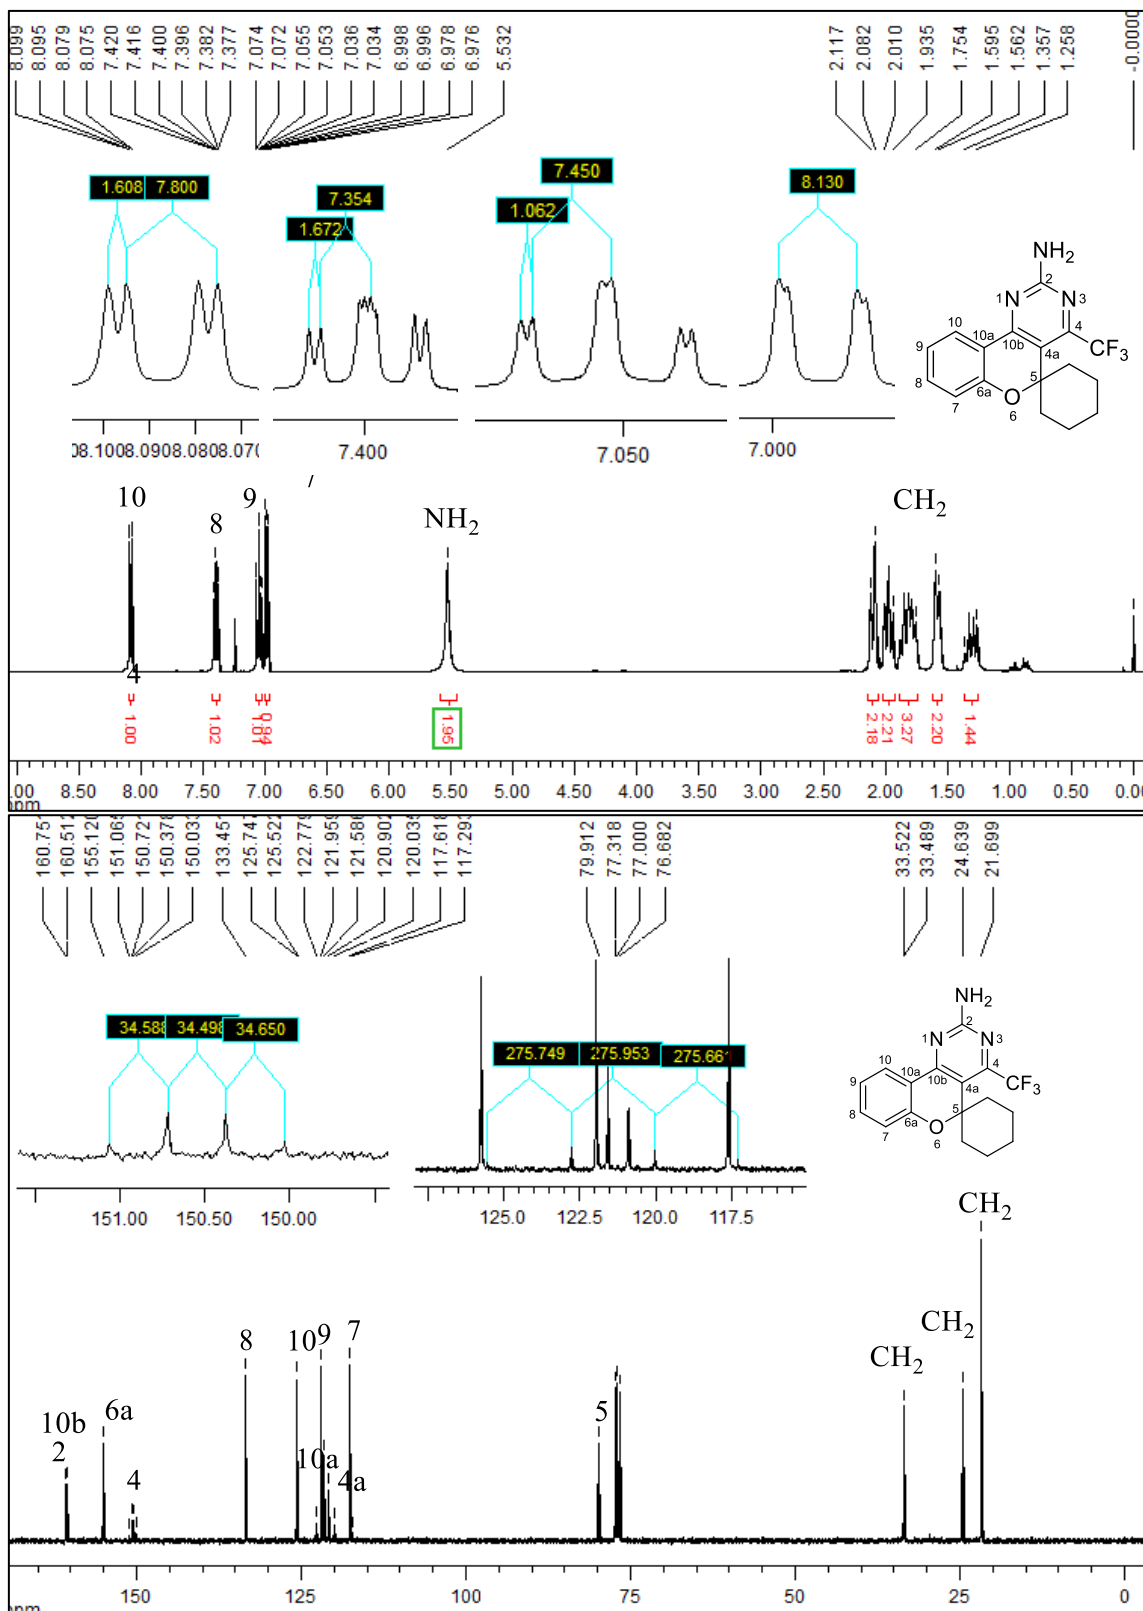 8.099 8.095 8.079 8.075 7.420 7.416 7.400 7.396 7.382 7.377 7.074 7.072 7.055 7.053 7.036 7.034 6.998 6.996 6.978 6.976 5.532 2.117 2.082 2.010 1.935 1.754 1.595 1.562 1.357 1.258 -0.0000
1.608 7.800 1.672 7.354 1.062 7.450 8.130
8.100 8.090 8.080 8.070 7.400 7.050 7.000
NH2
1 2 N N 3
10 10a 10b 4a 4 CF3
9 8 7 6a O 6 5
10 8 9 / NH2 CH2
4
1.00 1.02 1.01 0.94 1.95 2.18 2.21 3.27 2.20 1.44
.00 8.50 8.00 7.50 7.00 6.50 6.00 5.50 5.00 4.50 4.00 3.50 3.00 2.50 2.00 1.50 1.00 0.50 0.00
ppm
160.751 160.512 155.120 151.065 150.721 150.378 150.033 133.451 125.747 125.522 122.779 121.959 121.586 120.902 120.035 117.618 117.293 79.912 77.318 77.000 76.682 33.522 33.489 24.639 21.699
34.588 34.498 34.650 275.749 275.953 275.661
151.00 150.50 150.00 125.0 122.5 120.0 117.5
NH2
1 2 N N 3
10 10a 10b 4a 4 CF3
9 8 7 6a O 6 5
10b 2 6a 4 8 10 9 10a 4a 7 5 CH2 CH2 CH2
150 125 100 75 50 25 0
ppm